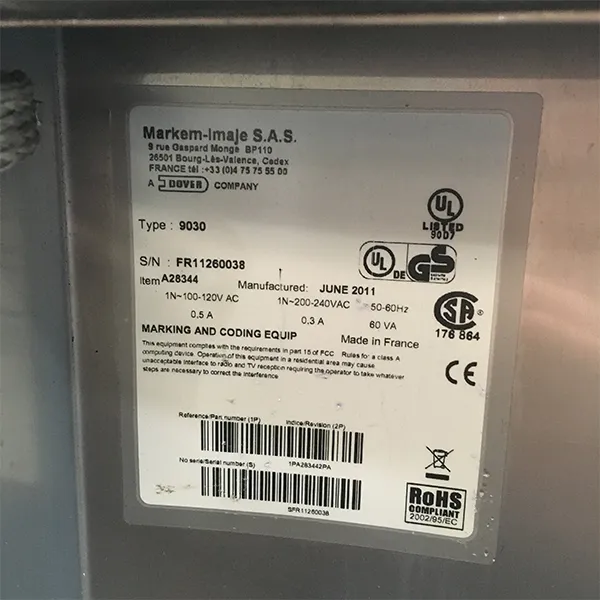 Markem-Imaje S.A.S.
9 rue Gaspard Monge BP110
26501 Bourg-Lès-Valence, Cedex
FRANCE tél :+33 (0)4 75 75 55 00
A DOVER COMPANY
UL
LISTED
90D7
Type : 9030
S/N : FR11260038
UL DE GS
Item A28344
Manufactured: JUNE 2011
1N~100-120V AC 1N~200-240VAC 50-60Hz
0.5 A 0.3 A 60 VA
SA
176 864
MARKING AND CODING EQUIP Made in France
This equipment complies with the requirements in part 15 of FCC Rules for a class A
computing device. Operation of this equipment in a residential area may cause
unacceptable interface to radio and TV reception requiring the operator to take whatever
steps are necessary to correct the interference
CE
Reference/Part number (1P) Indice/Revision (2P)
1PA283442PA
No serie/Serial number (S)
SFR11260038
RoHS
COMPLIANT
2002/95/EC